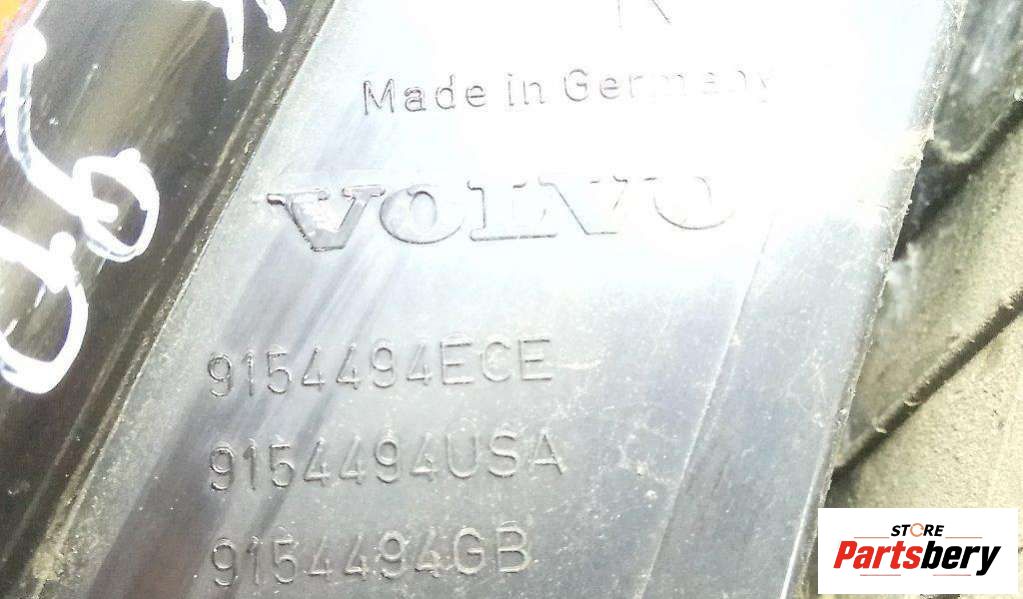 Made in Germany
VOLVO
9154494ECE
9154494USA
9154494GB
STORE
Partsbery